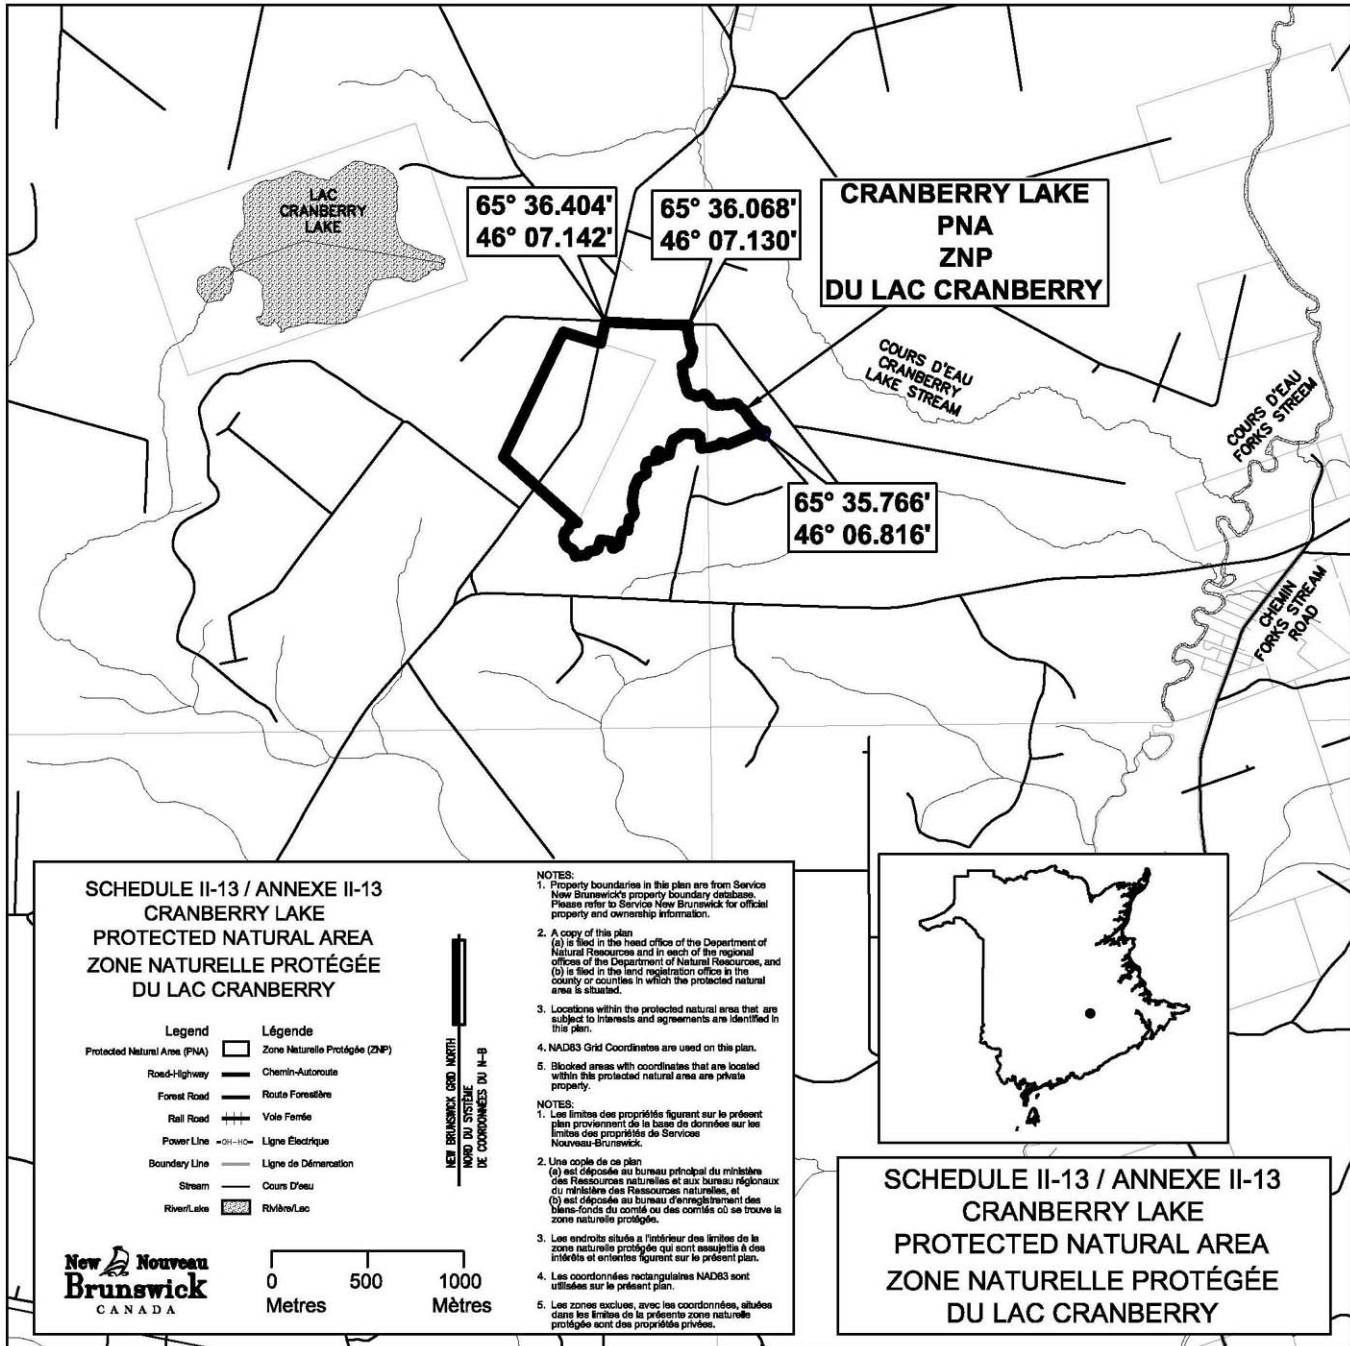 LAC
CRANBERRY
LAKE
65° 36.404'
46° 07.142'
65° 36.068'
46° 07.130'
CRANBERRY LAKE
PNA
ZNP
DU LAC CRANBERRY
COURS D'EAU
CRANBERRY
LAKE STREAM
COURS D'EAU
FORKS STREEM
65° 35.766'
46° 06.816'
CHEMIN
FORKS STREAM
ROAD
SCHEDULE II-13 / ANNEXE II-13
CRANBERRY LAKE
PROTECTED NATURAL AREA
ZONE NATURELLE PROTÉGÉE
DU LAC CRANBERRY
Legend Légende
Protected Natural Area (PNA) Zone Naturelle Protégée (ZNP)
Road-Highway Chemin-Autoroute
Forest Road Route Forestière
Rail Road Voie Ferrée
Power Line -OH-HO- Ligne Électrique
Boundary Line Ligne de Démarcation
Stream Cours D'eau
River/Lake Rivière/Lac
NEW BRUNSWICK GRID NORTH
NORD DU SYSTÈME
DE COORDONNÉES DU N-B
New Nouveau
Brunswick
CANADA
0 500 1000
Metres Mètres
NOTES:
1. Property boundaries in this plan are from Service
New Brunswick's property boundary database.
Please refer to Service New Brunswick for official
property and ownership information.
2. A copy of this plan
(a) is filed in the head office of the Department of
Natural Resources and in each of the regional
offices of the Department of Natural Resources, and
(b) is filed in the land registration office in the
county or counties in which the protected natural
area is situated.
3. Locations within the protected natural area that are
subject to interests and agreements are identified in
this plan.
4. NAD83 Grid Coordinates are used on this plan.
5. Blocked areas with coordinates that are located
within this protected natural area are private
property.
NOTES:
1. Les limites des propriétés figurant sur le présent
plan proviennent de la base de données sur les
limites des propriétés de Services
Nouveau-Brunswick.
2. Une copie de ce plan
(a) est déposée au bureau principal du ministère
des Ressources naturelles et aux bureau régionaux
du ministère des Ressources naturelles, et
(b) est déposée au bureau d'enregistrement des
biens-fonds du comté ou des comtés où se trouve la
zone naturelle protégée.
3. Les endroits situés a l'intérieur des limites de la
zone naturelle protégée qui sont assujettis à des
intérêts et ententes figurent sur le présent plan.
4. Les coordonnées rectangulaires NAD83 sont
utilisées sur le présent plan.
5. Les zones exclues, avec les coordonnées, situées
dans les limites de la présente zone naturelle
protégée sont des propriétés privées.
SCHEDULE II-13 / ANNEXE II-13
CRANBERRY LAKE
PROTECTED NATURAL AREA
ZONE NATURELLE PROTÉGÉE
DU LAC CRANBERRY